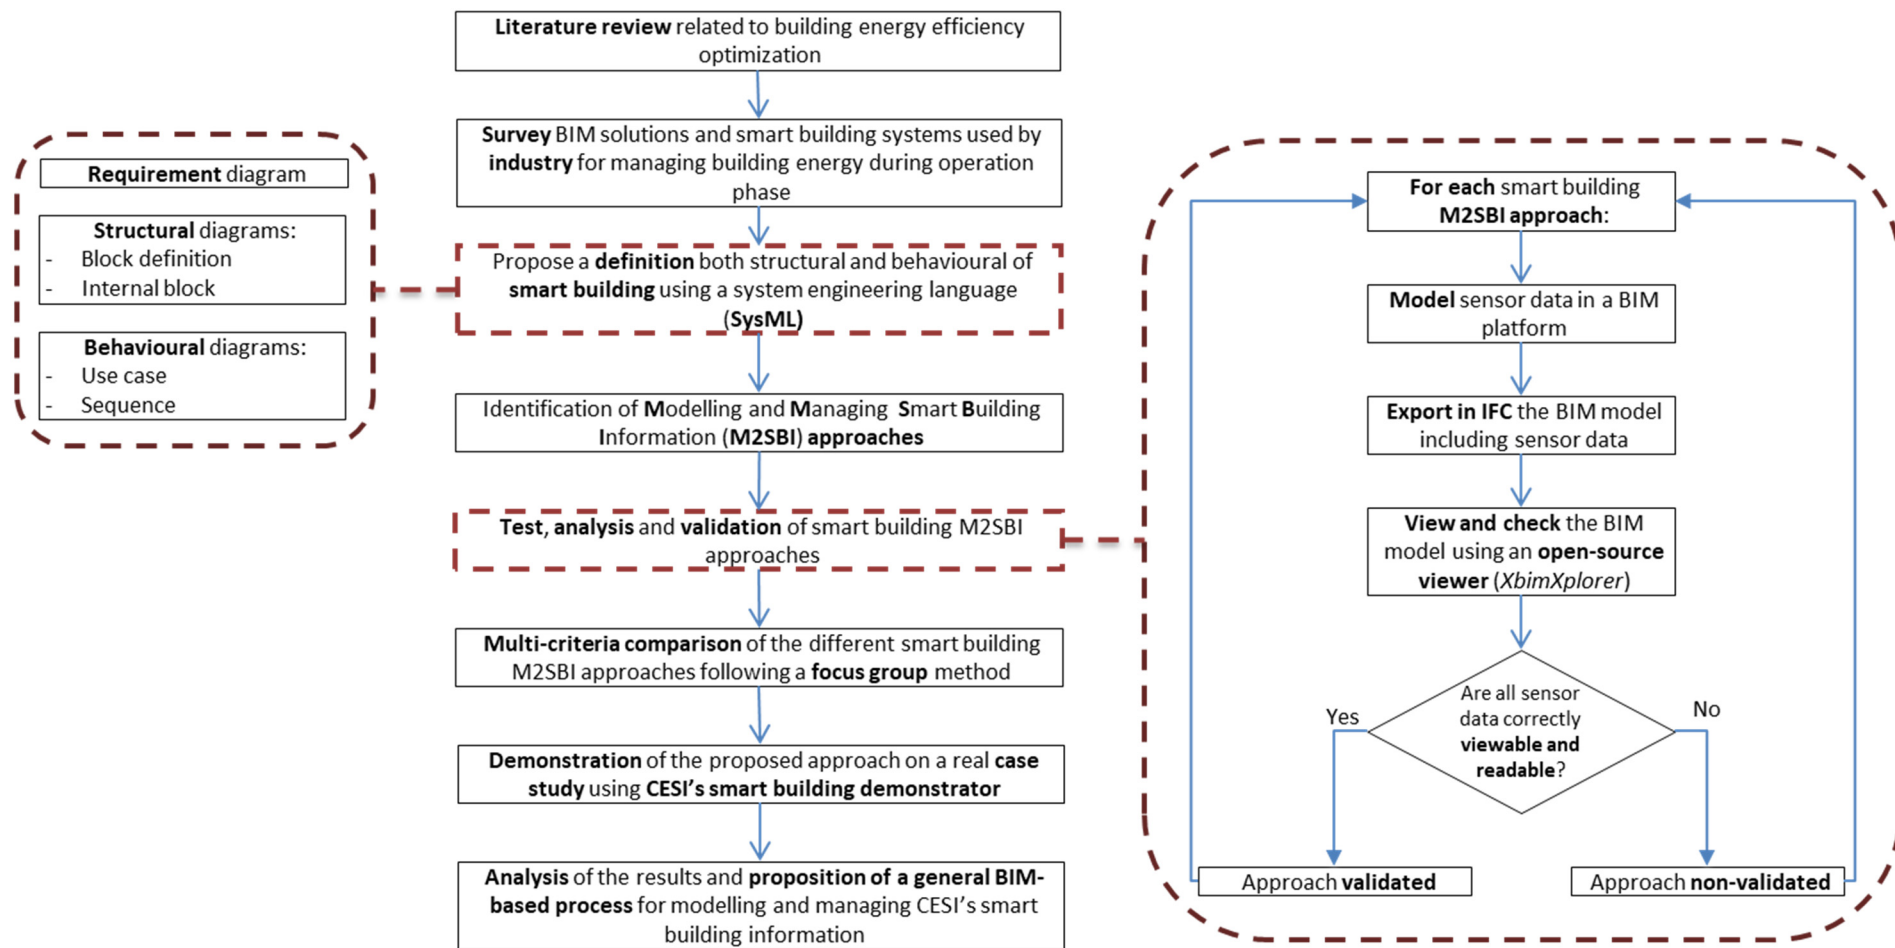 Literature review related to building energy efficiency
optimization
Survey BIM solutions and smart building systems used by
industry for managing building energy during operation
phase
Propose a definition both structural and behavioural of
smart building using a system engineering language
(SysML)
Identification of Modelling and Managing Smart Building
Information (M2SBI) approaches
Test, analysis and validation of smart building M2SBI
approaches
Multi-criteria comparison of the different smart building
M2SBI approaches following a focus group method
Demonstration of the proposed approach on a real case
study using CESI's smart building demonstrator
Analysis of the results and proposition of a general BIM-
based process for modelling and managing CESI's smart
building information
Requirement diagram
Structural diagrams:
- Block definition
- Internal block
Behavioural diagrams:
- Use case
- Sequence
For each smart building
M2SBI approach:
Model sensor data in a BIM
platform
Export in IFC the BIM model
including sensor data
View and check the BIM
model using an open-source
viewer (XbimXplorer)
Are all sensor
data correctly
viewable and
readable?
Yes
No
Approach validated
Approach non-validated